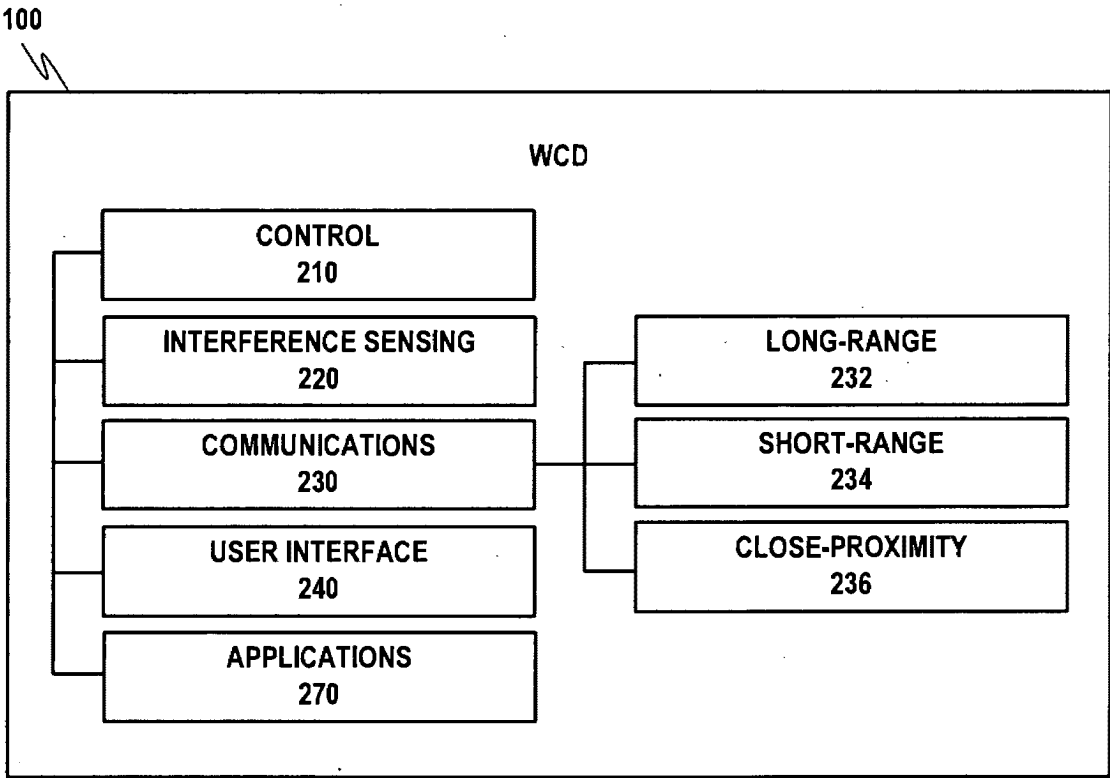 100
WCD
CONTROL
210
INTERFERENCE SENSING
220
COMMUNICATIONS
230
USER INTERFACE
240
APPLICATIONS
270
LONG-RANGE
232
SHORT-RANGE
234
CLOSE-PROXIMITY
236